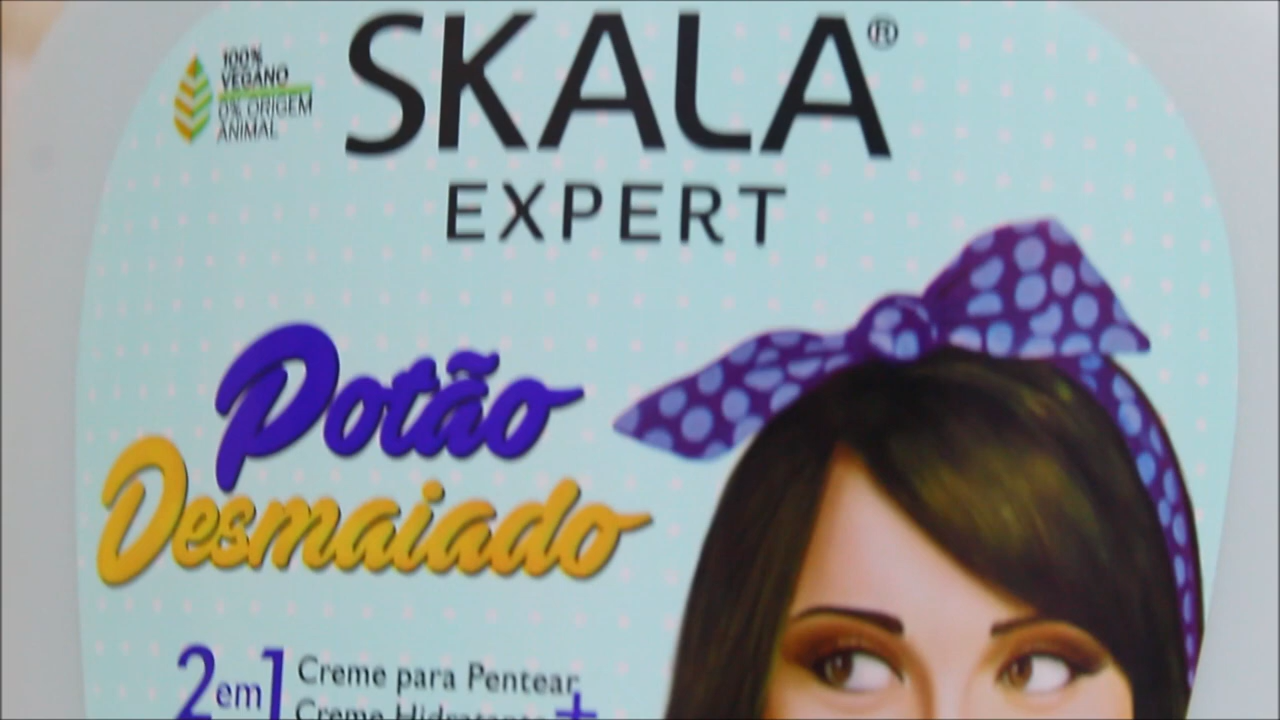 100%
VEGANO
0% ORIGEM
ANIMAL
SKALA®
EXPERT
Potão
Desmaiado
2 em 1
Creme para Pentear
Creme Hidratante +